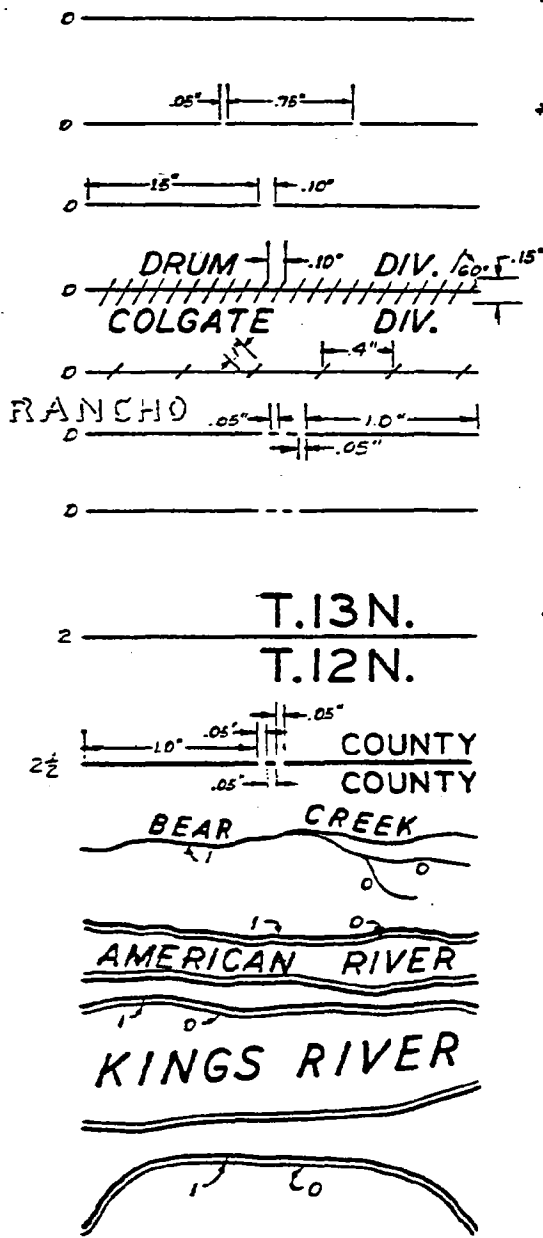 0
.05" .75"
0
15" .10"
0
DRUM .10" DIV. 60° .15"
0
COLGATE DIV.
.1" .4"
0
RANCHO .05" 1.0"
0
.05"
0
T.13N.
2
T.12N.
.05"
1.0" .05" COUNTY
2½
.05" COUNTY
BEAR CREEK
1 0
0
1 0
AMERICAN RIVER
1 0
KINGS RIVER
1 0